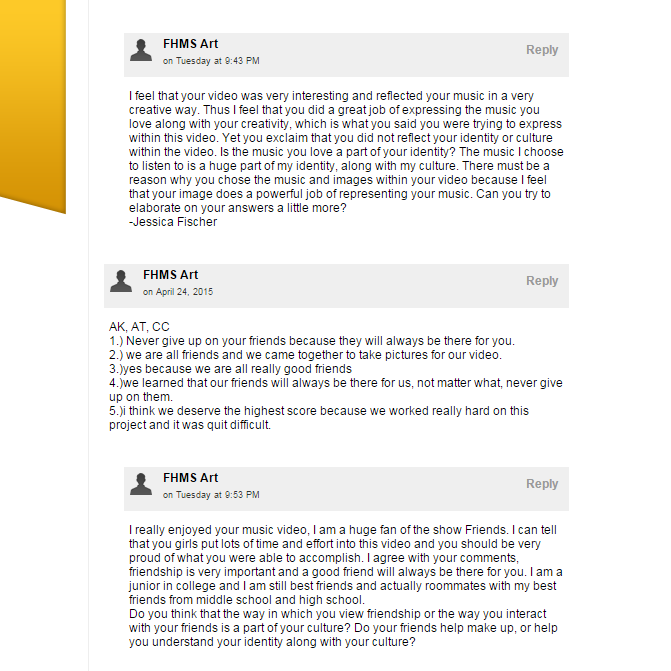 FHMS Art
Reply
on Tuesday at 9:43 PM
I feel that your video was very interesting and reflected your music in a very
creative way. Thus I feel that you did a great job of expressing the music you
love along with your creativity, which is what you said you were trying to express
within this video. Yet you exclaim that you did not reflect your identity or culture
within the video. Is the music you love a part of your identity? The music I choose
to listen to is a huge part of my identity, along with my culture. There must be a
reason why you chose the music and images within your video because I feel
that your image does a powerful job of representing your music. Can you try to
elaborate on your answers a little more?
-Jessica Fischer
FHMS Art
Reply
on April 24, 2015
AK, AT, CC
1.) Never give up on your friends because they will always be there for you.
2.) we are all friends and we came together to take pictures for our video.
3.)yes because we are all really good friends
4.)we learned that our friends will always be there for us, not matter what, never give
up on them.
5.)i think we deserve the highest score because we worked really hard on this
project and it was quit difficult.
FHMS Art
Reply
on Tuesday at 9:53 PM
I really enjoyed your music video, I am a huge fan of the show Friends. I can tell
that you girls put lots of time and effort into this video and you should be very
proud of what you were able to accomplish. I agree with your comments,
friendship is very important and a good friend will always be there for you. I am a
junior in college and I am still best friends and actually roommates with my best
friends from middle school and high school.
Do you think that the way in which you view friendship or the way you interact
with your friends is a part of your culture? Do your friends help make up, or help
you understand your identity along with your culture?